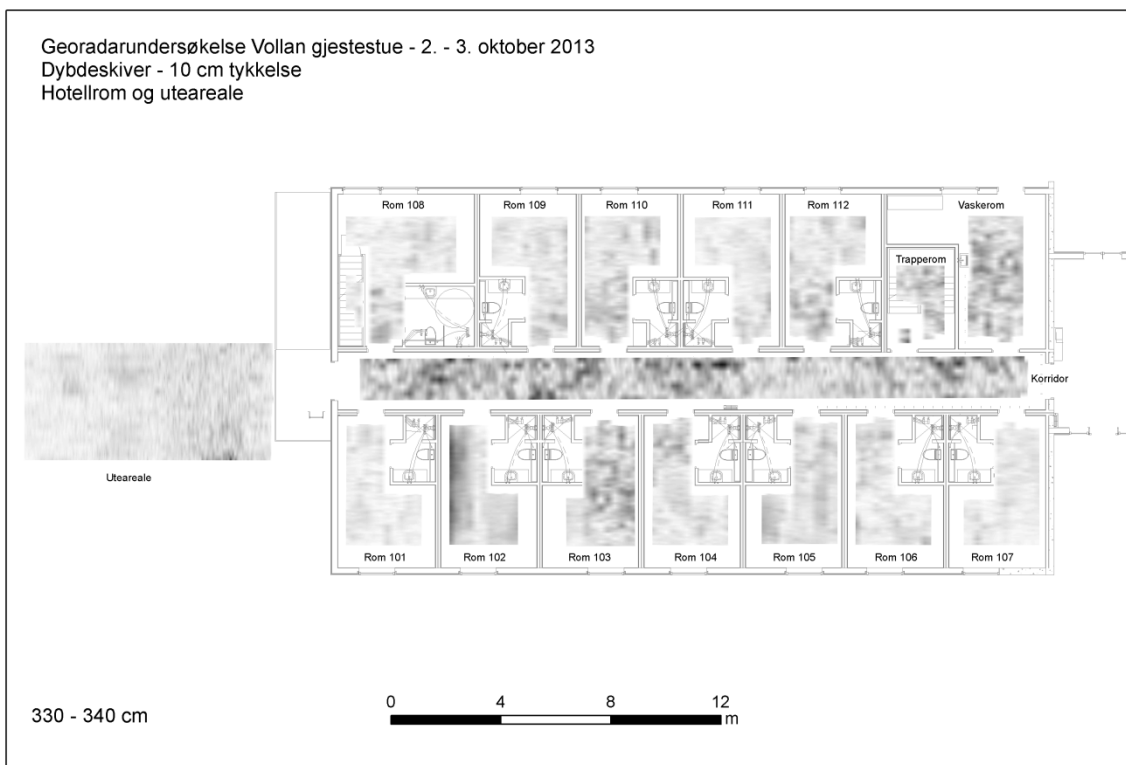 Georadarundersøkelse Vollan gjestestue - 2. - 3. oktober 2013
Dybdeskiver - 10 cm tykkelse
Hotellrom og uteareale
Rom 108
Rom 109
Rom 110
Rom 111
Rom 112
Vaskerom
Trapperom
Korridor
Uteareale
Rom 101
Rom 102
Rom 103
Rom 104
Rom 105
Rom 106
Rom 107
330 - 340 cm
0 4 8 12
m